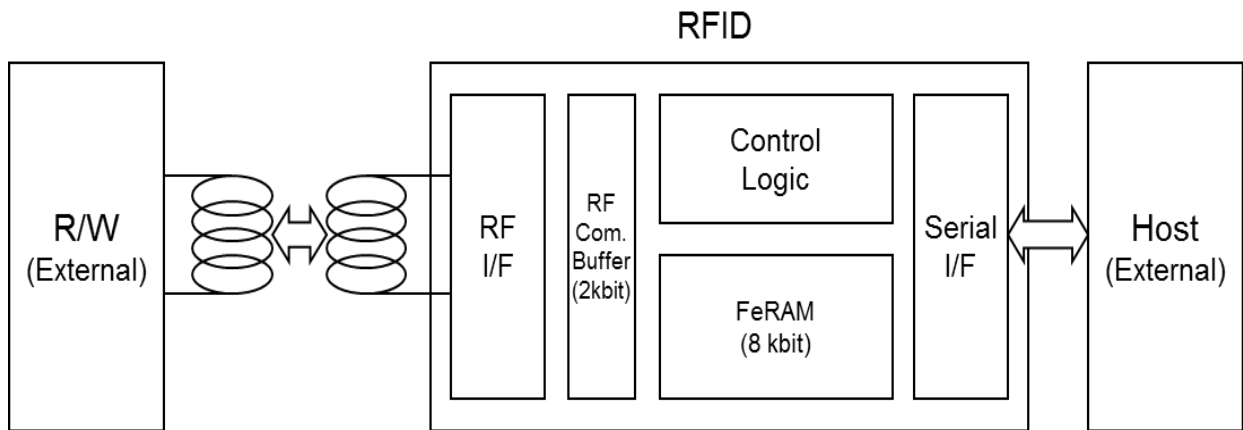 RFID
R/W
(External)
RF
I/F
RF
Com.
Buffer
(2kbit)
Control
Logic
FeRAM
(8 kbit)
Serial
I/F
Host
(External)